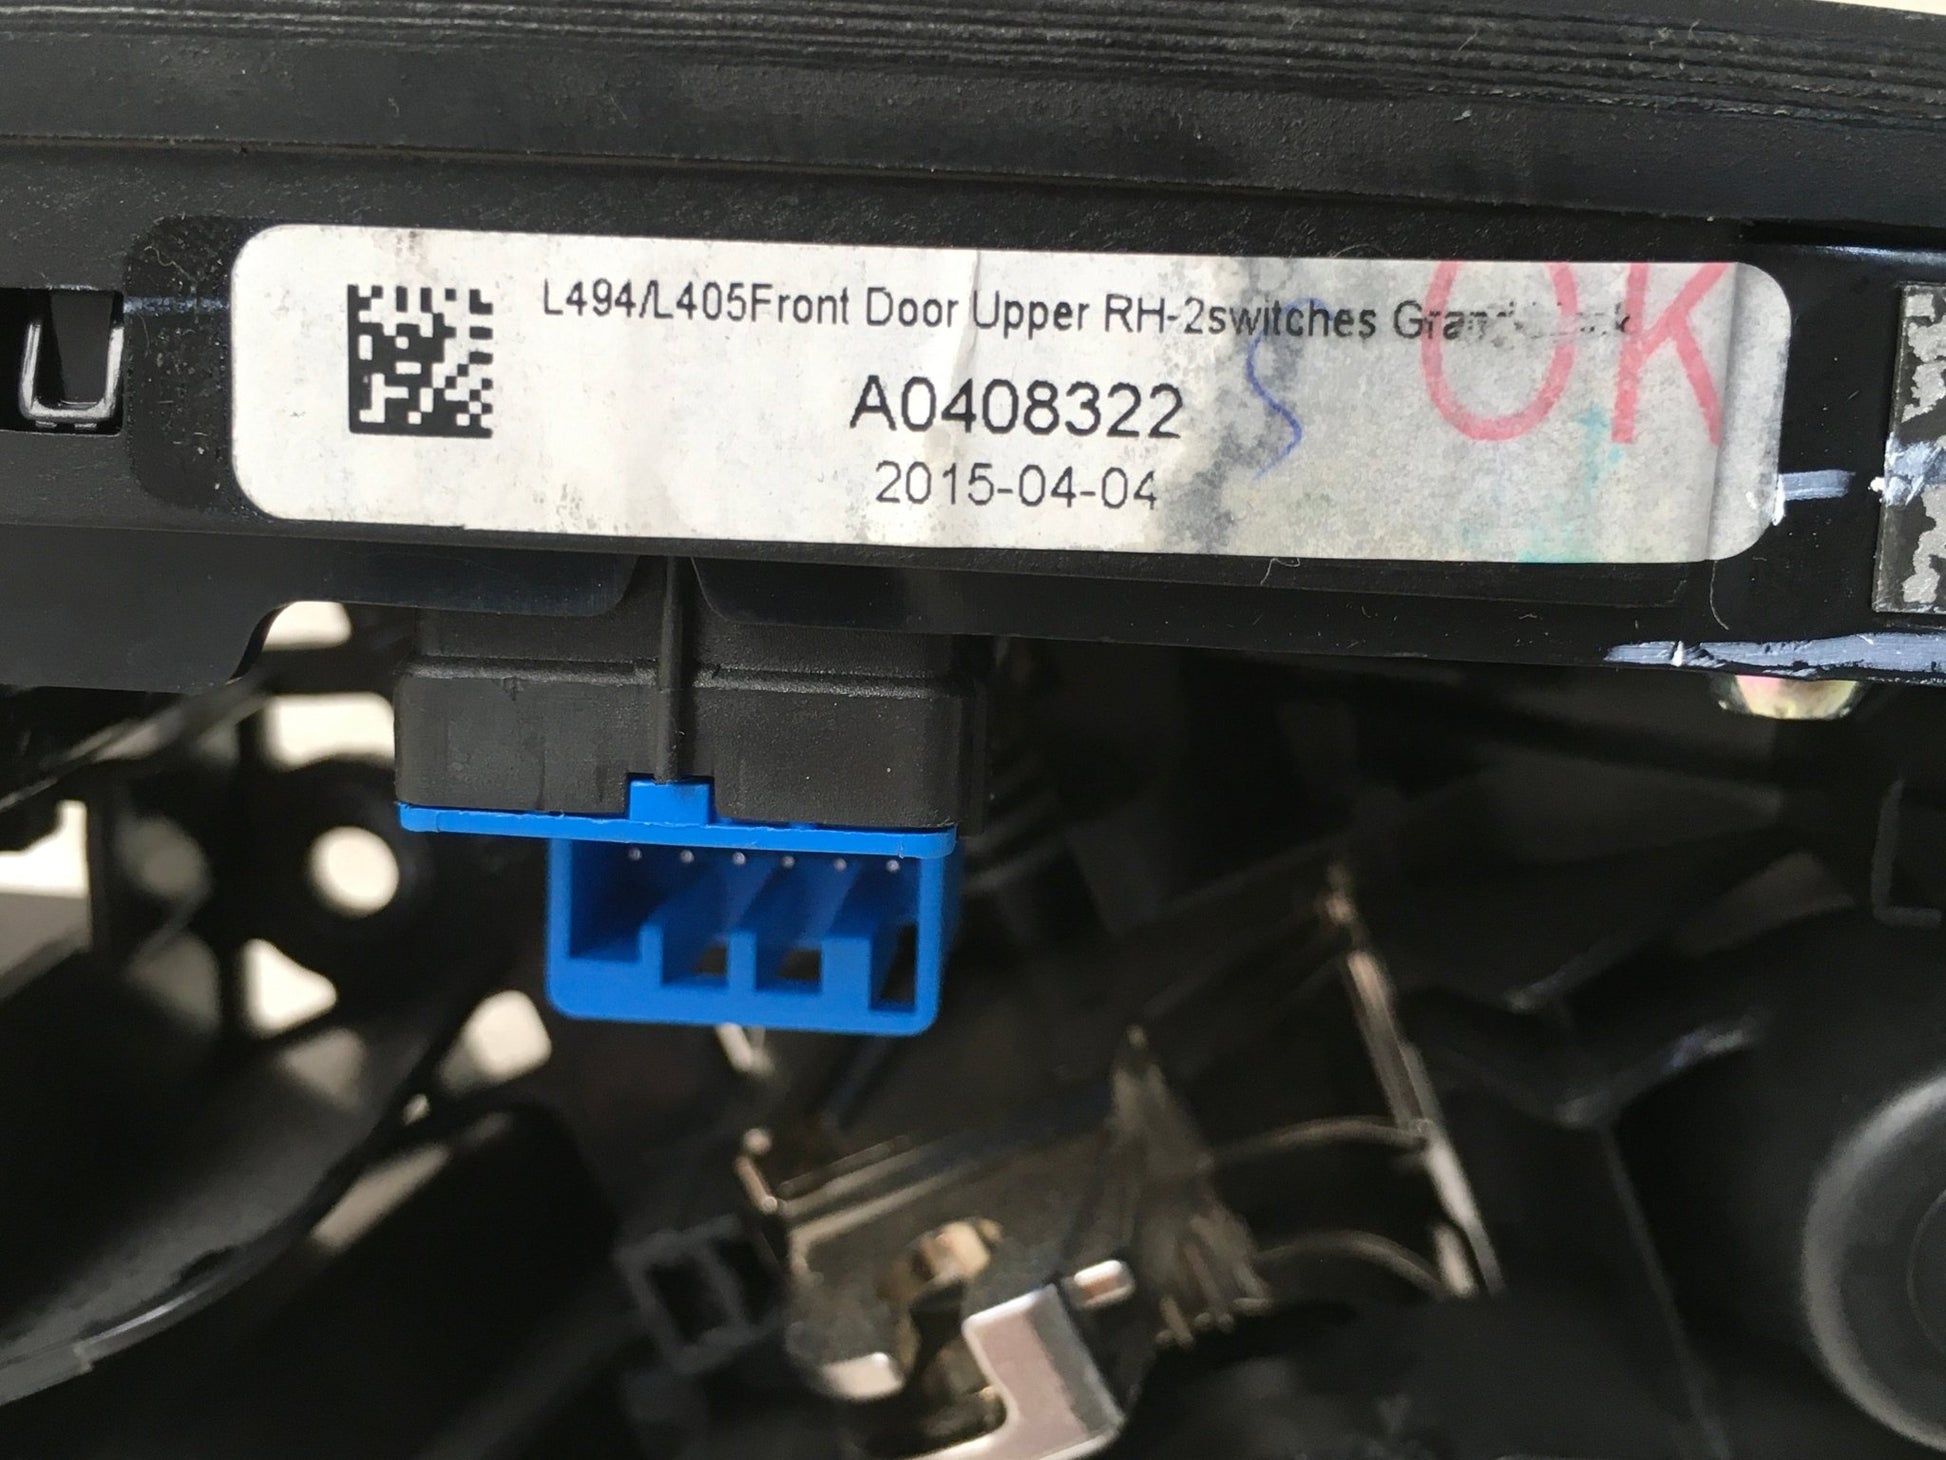 L494/L405Front Door Upper RH-2switches
OK
A0408322
2015-04-04